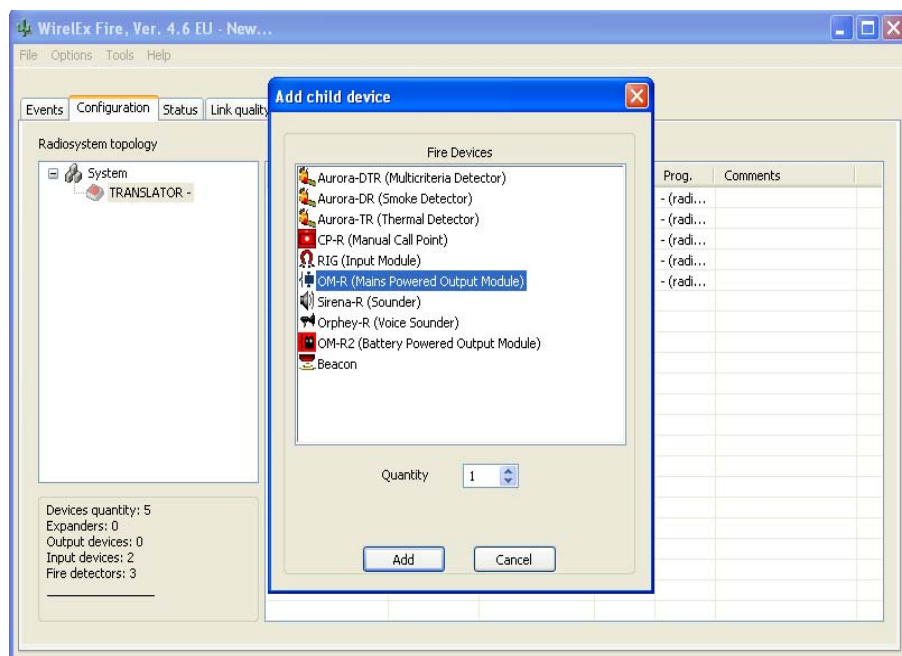 WirelEx Fire, Ver. 4.6 EU - New...
File Options Tools Help
Events Configuration Status Link quality
Radiosystem topology
System
TRANSLATOR -
Devices quantity: 5
Expanders: 0
Output devices: 0
Input devices: 2
Fire detectors: 3
Add child device
Fire Devices
Aurora-DTR (Multicriteria Detector)
Aurora-DR (Smoke Detector)
Aurora-TR (Thermal Detector)
CP-R (Manual Call Point)
RIG (Input Module)
OM-R (Mains Powered Output Module)
Sirena-R (Sounder)
Orphey-R (Voice Sounder)
OM-R2 (Battery Powered Output Module)
Beacon
Quantity 1
Add Cancel
Prog. Comments
- (radi...
- (radi...
- (radi...
- (radi...
- (radi...